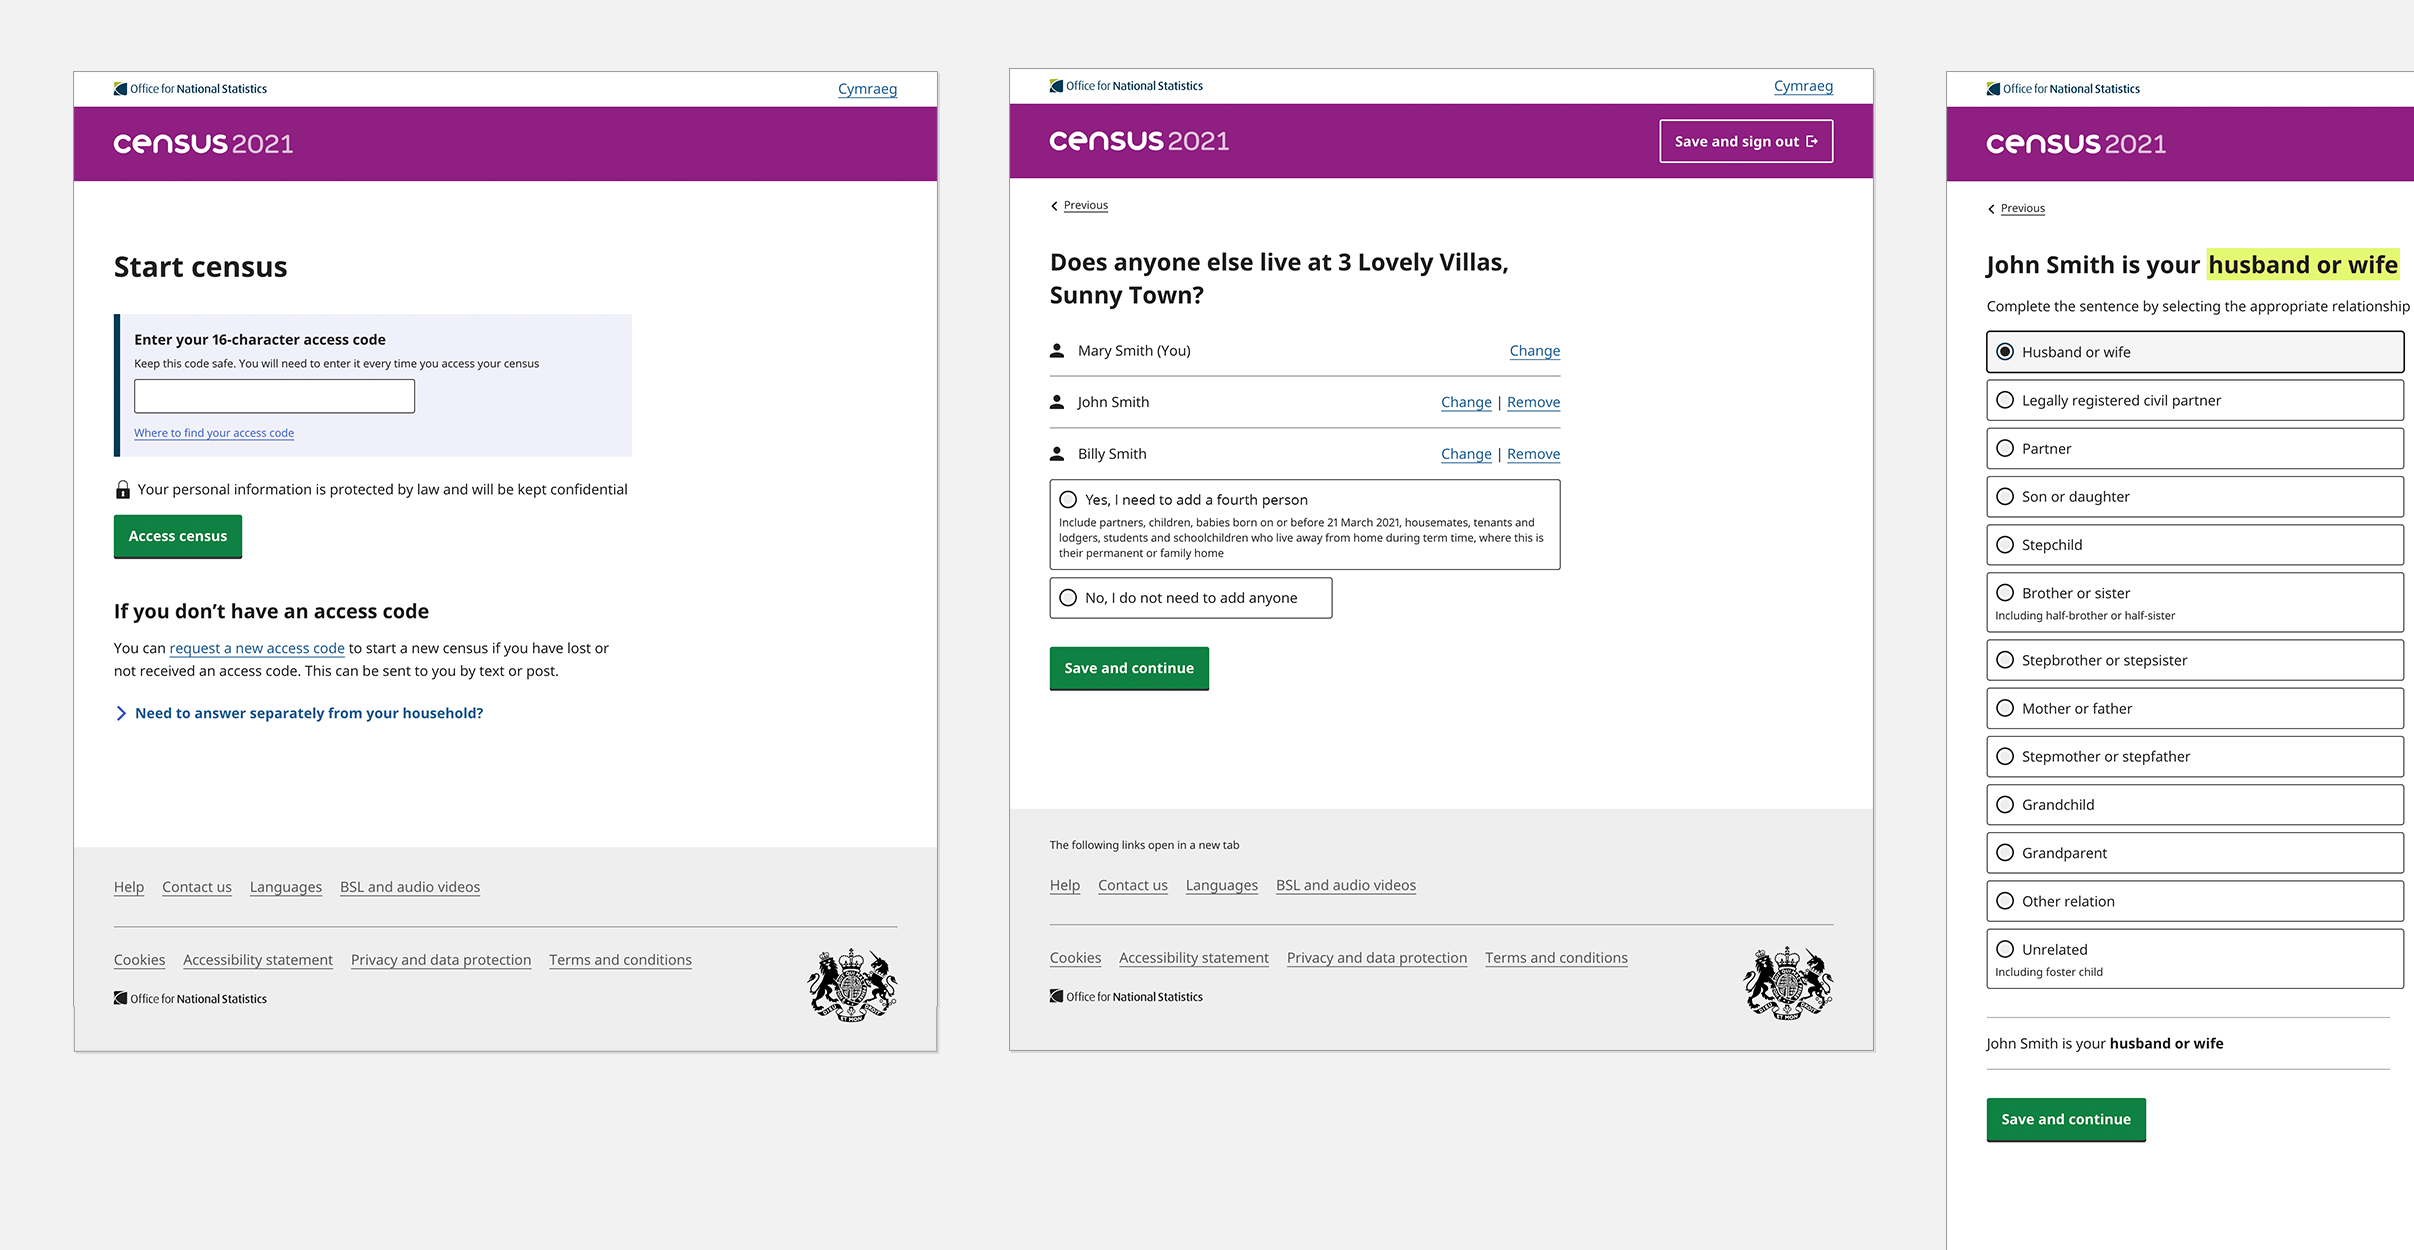 Office for National Statistics
Cymraeg
census 2021
Start census
Enter your 16-character access code
Keep this code safe. You will need to enter it every time you access your census
Where to find your access code
Your personal information is protected by law and will be kept confidential
Access census
If you don’t have an access code
You can request a new access code to start a new census if you have lost or
not received an access code. This can be sent to you by text or post.
Need to answer separately from your household?
Help Contact us Languages BSL and audio videos
Cookies Accessibility statement Privacy and data protection Terms and conditions
Office for National Statistics
Office for National Statistics
Cymraeg
census 2021
Save and sign out
Previous
Does anyone else live at 3 Lovely Villas,
Sunny Town?
Mary Smith (You) Change
John Smith Change | Remove
Billy Smith Change | Remove
Yes, I need to add a fourth person
Include partners, children, babies born on or before 21 March 2021, housemates, tenants and
lodgers, students and schoolchildren who live away from home during term time, where this is
their permanent or family home
No, I do not need to add anyone
Save and continue
The following links open in a new tab
Help Contact us Languages BSL and audio videos
Cookies Accessibility statement Privacy and data protection Terms and conditions
Office for National Statistics
Office for National Statistics
census 2021
Previous
John Smith is your husband or wife
Complete the sentence by selecting the appropriate relationship
Husband or wife
Legally registered civil partner
Partner
Son or daughter
Stepchild
Brother or sister
Including half-brother or half-sister
Stepbrother or stepsister
Mother or father
Stepmother or stepfather
Grandchild
Grandparent
Other relation
Unrelated
Including foster child
John Smith is your husband or wife
Save and continue